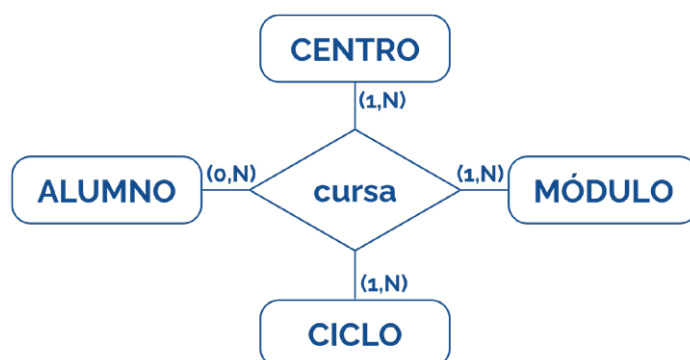 CENTRO
(1,N)
ALUMNO
(0,N)
cursa
(1,N)
MÓDULO
(1,N)
CICLO